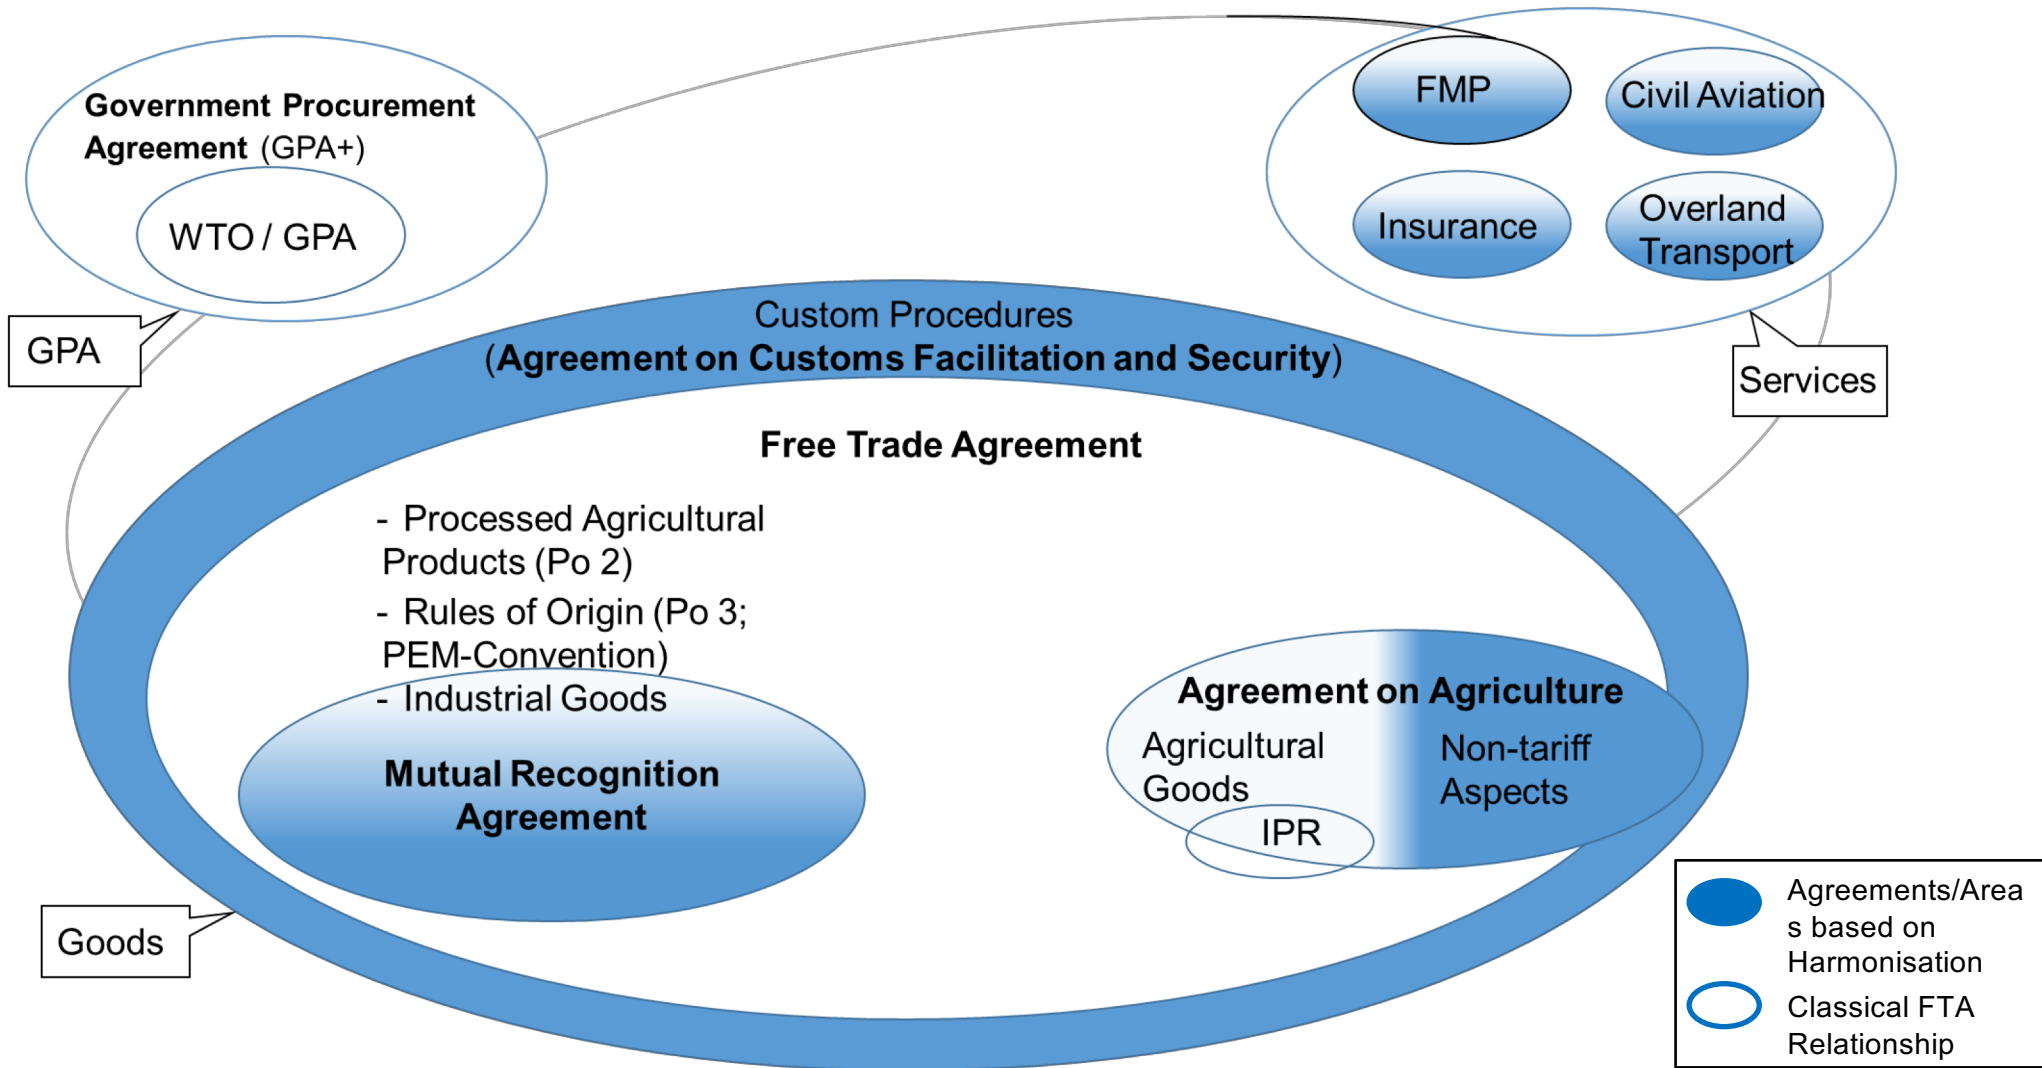 Government Procurement
Agreement (GPA+)
WTO / GPA
GPA
FMP
Civil Aviation
Insurance
Overland
Transport
Services
Custom Procedures
(Agreement on Customs Facilitation and Security)
Free Trade Agreement
- Processed Agricultural
Products (Po 2)
- Rules of Origin (Po 3;
PEM-Convention)
- Industrial Goods
Mutual Recognition
Agreement
Agreement on Agriculture
Agricultural
Goods
Non-tariff
Aspects
IPR
Goods
Agreements/Area
s based on
Harmonisation
Classical FTA
Relationship